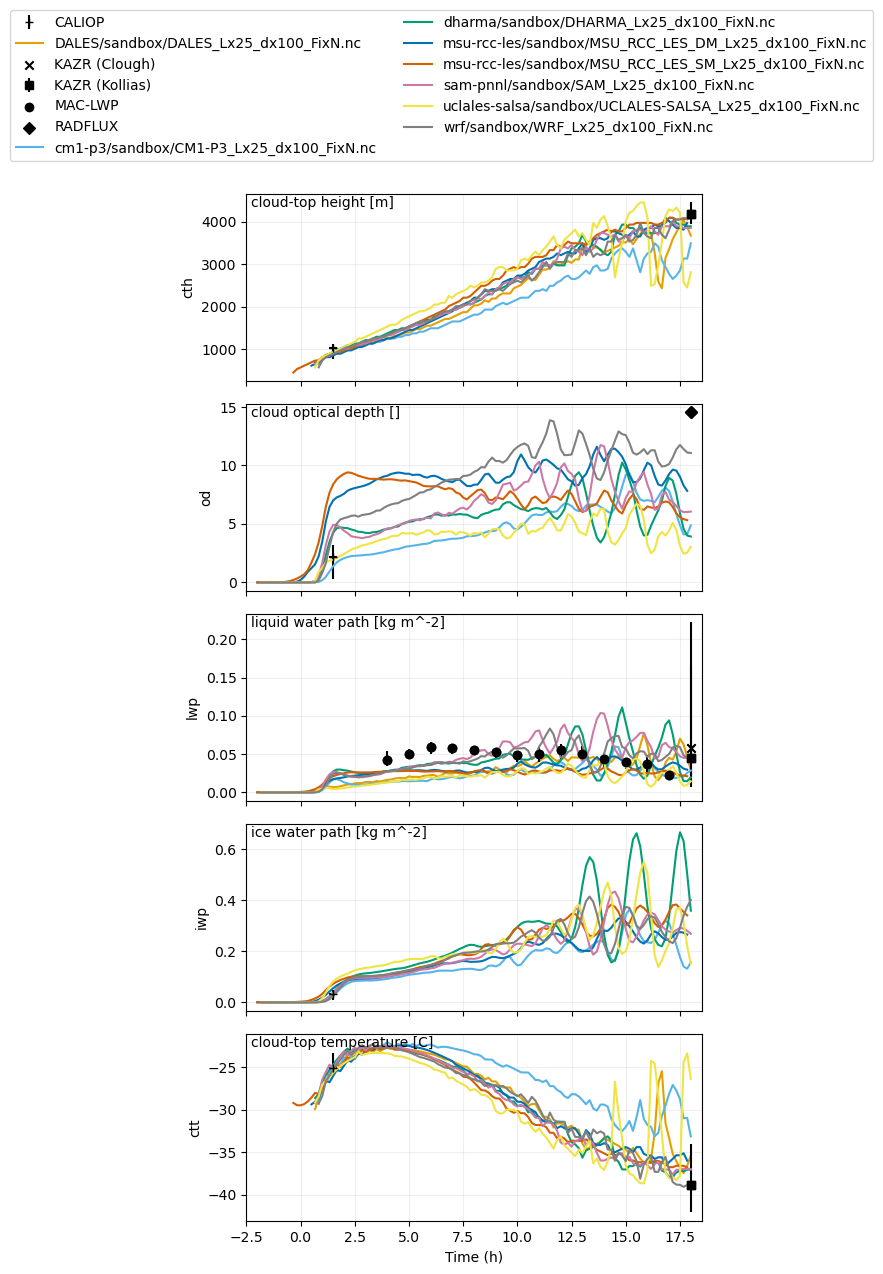 CALIOP
DALES/sandbox/DALES_Lx25_dx100_FixN.nc
KAZR (Clough)
KAZR (Kollias)
MAC-LWP
RADFLUX
cm1-p3/sandbox/CM1-P3_Lx25_dx100_FixN.nc
dharma/sandbox/DHARMA_Lx25_dx100_FixN.nc
msu-rcc-les/sandbox/MSU_RCC_LES_DM_Lx25_dx100_FixN.nc
msu-rcc-les/sandbox/MSU_RCC_LES_SM_Lx25_dx100_FixN.nc
sam-pnnl/sandbox/SAM_Lx25_dx100_FixN.nc
uclales-salsa/sandbox/UCLALES-SALSA_Lx25_dx100_FixN.nc
wrf/sandbox/WRF_Lx25_dx100_FixN.nc
cloud-top height [m]
4000
3000
2000
1000
cth
cloud optical depth []
15
10
5
0
od
liquid water path [kg m^-2]
0.20
0.15
0.10
0.05
0.00
lwp
ice water path [kg m^-2]
0.6
0.4
0.2
0.0
iwp
cloud-top temperature [C]
−25
−30
−35
−40
ctt
−2.5 0.0 2.5 5.0 7.5 10.0 12.5 15.0 17.5
Time (h)